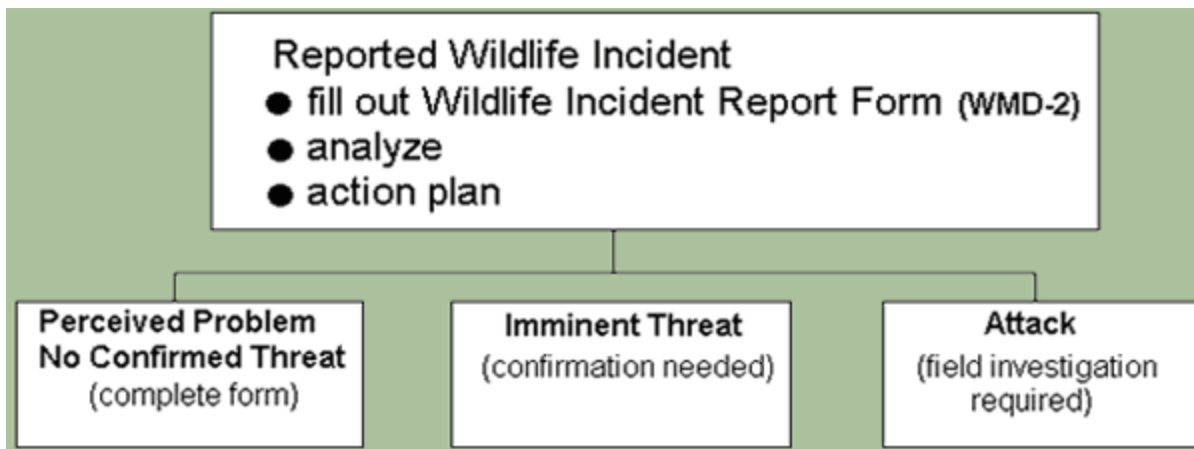 Reported Wildlife Incident
● fill out Wildlife Incident Report Form (WMD-2)
● analyze
● action plan
Perceived Problem
No Confirmed Threat
(complete form)
Imminent Threat
(confirmation needed)
Attack
(field investigation
required)